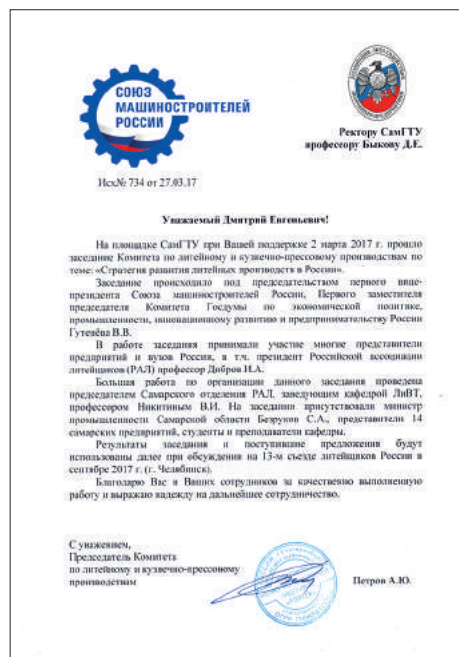 СОЮЗ
МАШИНОСТРОИТЕЛЕЙ
РОССИИ
Ректору СамГТУ
профессору Быкову Д.Е.
Исх№ 734 от 27.03.17
Уважаемый Дмитрий Евгеньевич!
На площадке СамГТУ при Вашей поддержке 2 марта 2017 г. прошло
заседание Комитета по литейному и кузнечно-прессовому производствам по
теме: «Стратегия развития литейных производств в России».
Заседание происходило под председательством первого вице-
президента Союза машиностроителей России, Первого заместителя
председателя Комитета Госдумы по экономической политике,
промышленности, инновационному развитию и предпринимательству России
Гутенёва В.В.
В работе заседания принимали участие многие представители
предприятий и вузов России, в т.ч. президент Российской ассоциации
литейщиков (РАЛ) профессор Дибров И.А.
Большая работа по организации данного заседания проведена
председателем Самарского отделения РАЛ, заведующим кафедрой ЛиВТ,
профессором Никитиным В.И. На заседании присутствовали министр
промышленности Самарской области Безруков С.А., представители 14
самарских предприятий, студенты и преподаватели кафедры.
Результаты заседания и поступившие предложения будут
использованы далее при обсуждении на 13-м съезде литейщиков России в
сентябре 2017 г. (г. Челябинск).
Благодарю Вас и Ваших сотрудников за качественно выполненную
работу и выражаю надежду на дальнейшее сотрудничество.
С уважением,
Председатель Комитета
по литейному и кузнечно-прессовому
производствам
Петров А.Ю.